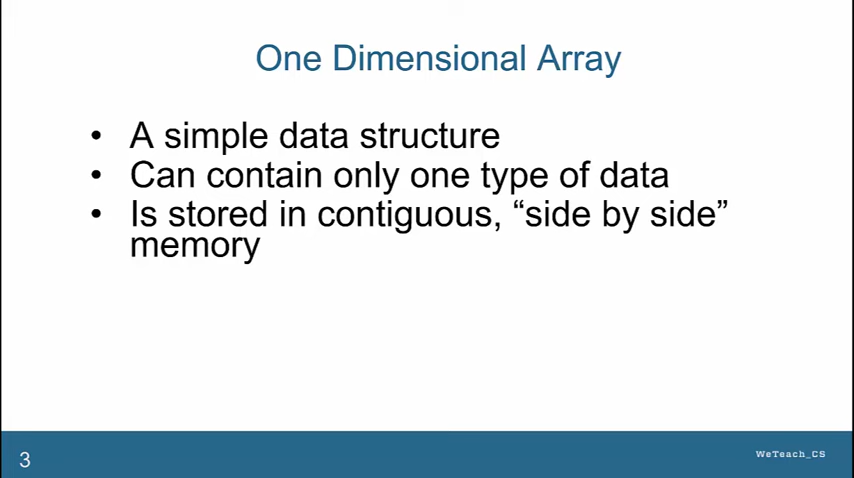 One Dimensional Array
• A simple data structure
• Can contain only one type of data
• Is stored in contiguous, “side by side”
memory
3
WeTeach_CS